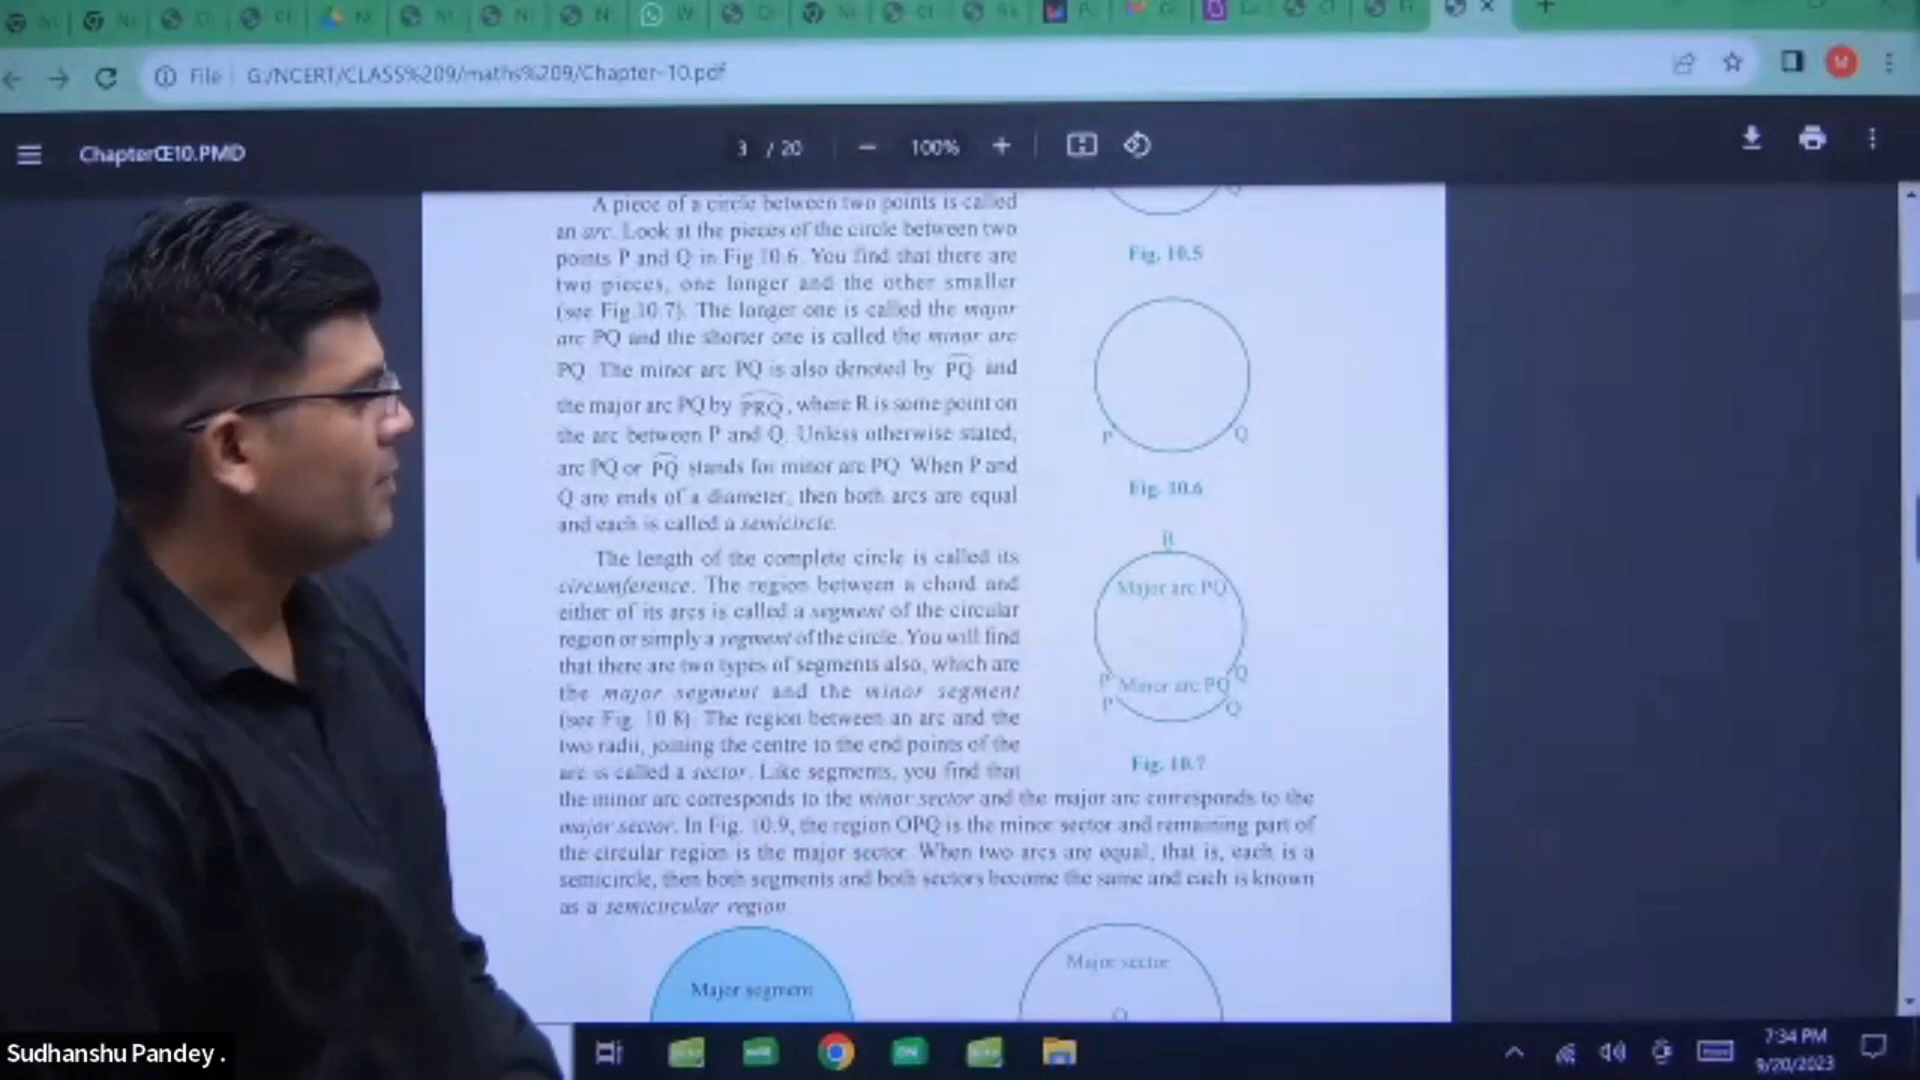 File G:/NCERT/CLASS%209/maths%209/Chapter-10.pdf
M
ChapterŒ10.PMD
3 / 20
100%
A piece of a circle between two points is called
an arc. Look at the pieces of the circle between two
points P and Q in Fig 10.6. You find that there are
two pieces, one longer and the other smaller
(see Fig.10.7). The longer one is called the major
arc PQ and the shorter one is called the minor arc
PQ. The minor arc PQ is also denoted by PQ and
the major arc PQ by PRQ, where R is some point on
the arc between P and Q. Unless otherwise stated,
arc PQ or PQ stands for minor arc PQ. When P and
Q are ends of a diameter, then both arcs are equal
and each is called a semicircle.
The length of the complete circle is called its
circumference. The region between a chord and
either of its arcs is called a segment of the circular
region or simply a segment of the circle. You will find
that there are two types of segments also, which are
the major segment and the minor segment
(see Fig. 10.8). The region between an arc and the
two radii, joining the centre to the end points of the
arc is called a sector. Like segments, you find that
the minor arc corresponds to the minor sector and the major arc corresponds to the
major sector. In Fig. 10.9, the region OPQ is the minor sector and remaining part of
the circular region is the major sector. When two arcs are equal, that is, each is a
semicircle, then both segments and both sectors become the same and each is known
as a semicircular region.
Q
Fig. 10.5
P Q
Fig. 10.6
R
Major arc PQ
P Q
Minor arc PQ
P Q
Fig. 10.7
Major segment
Major sector
O
Sudhanshu Pandey .
7:34 PM
9/20/2023